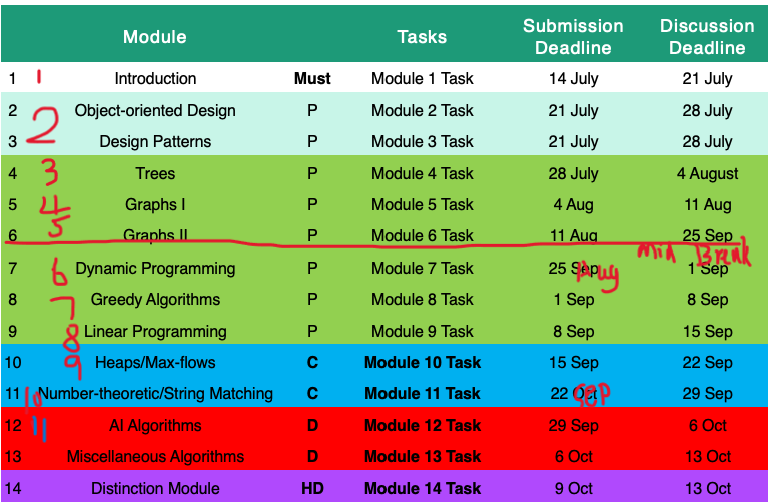 Module Tasks Submission Deadline Discussion Deadline
1 1 Introduction Must Module 1 Task 14 July 21 July
2 Object-oriented Design P Module 2 Task 21 July 28 July
2
3 Design Patterns P Module 3 Task 21 July 28 July
4 3 Trees P Module 4 Task 28 July 4 August
5 4 Graphs I P Module 5 Task 4 Aug 11 Aug
6 5 Graphs II P Module 6 Task 11 Aug 25 Sep
Mid Break
7 6 Dynamic Programming P Module 7 Task 25 Sep Aug 1 Sep
8 7 Greedy Algorithms P Module 8 Task 1 Sep 8 Sep
9 8 Linear Programming P Module 9 Task 8 Sep 15 Sep
10 9 Heaps/Max-flows C Module 10 Task 15 Sep 22 Sep
11 10 Number-theoretic/String Matching C Module 11 Task 22 Oct Sep 29 Sep
12 11 AI Algorithms D Module 12 Task 29 Sep 6 Oct
13 Miscellaneous Algorithms D Module 13 Task 6 Oct 13 Oct
14 Distinction Module HD Module 14 Task 9 Oct 13 Oct